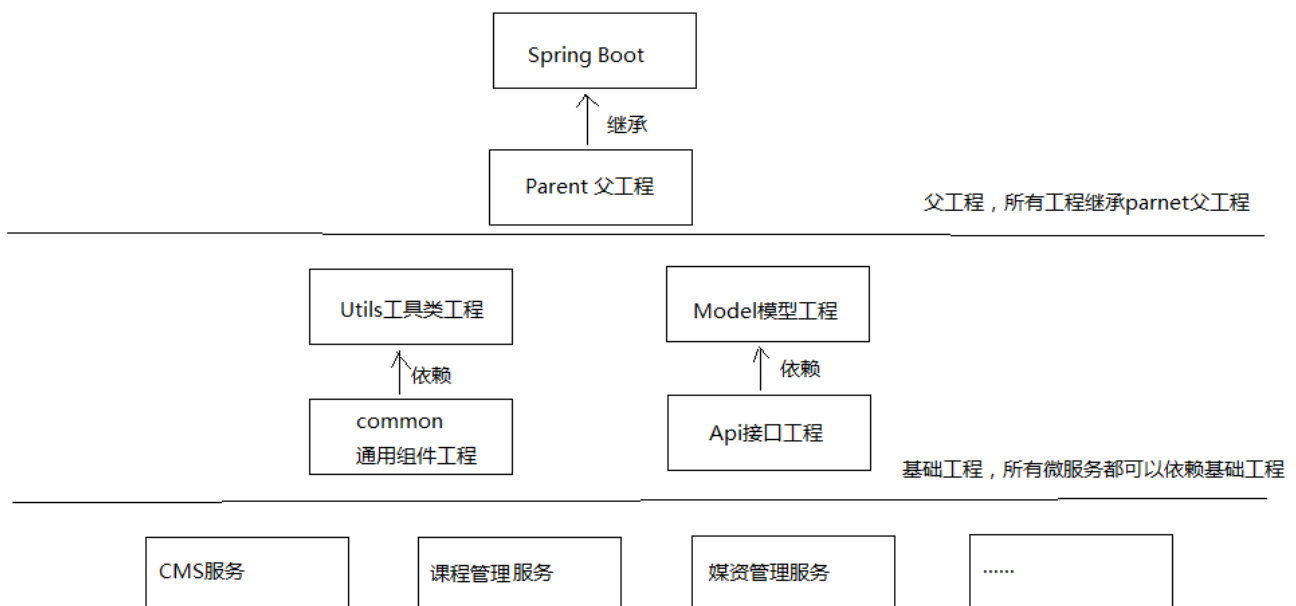 Spring Boot
继承
Parent 父工程
父工程，所有工程继承parnet父工程
Utils工具类工程
Model模型工程
依赖
依赖
common
通用组件工程
Api接口工程
基础工程，所有微服务都可以依赖基础工程
CMS服务
课程管理服务
媒资管理服务
......